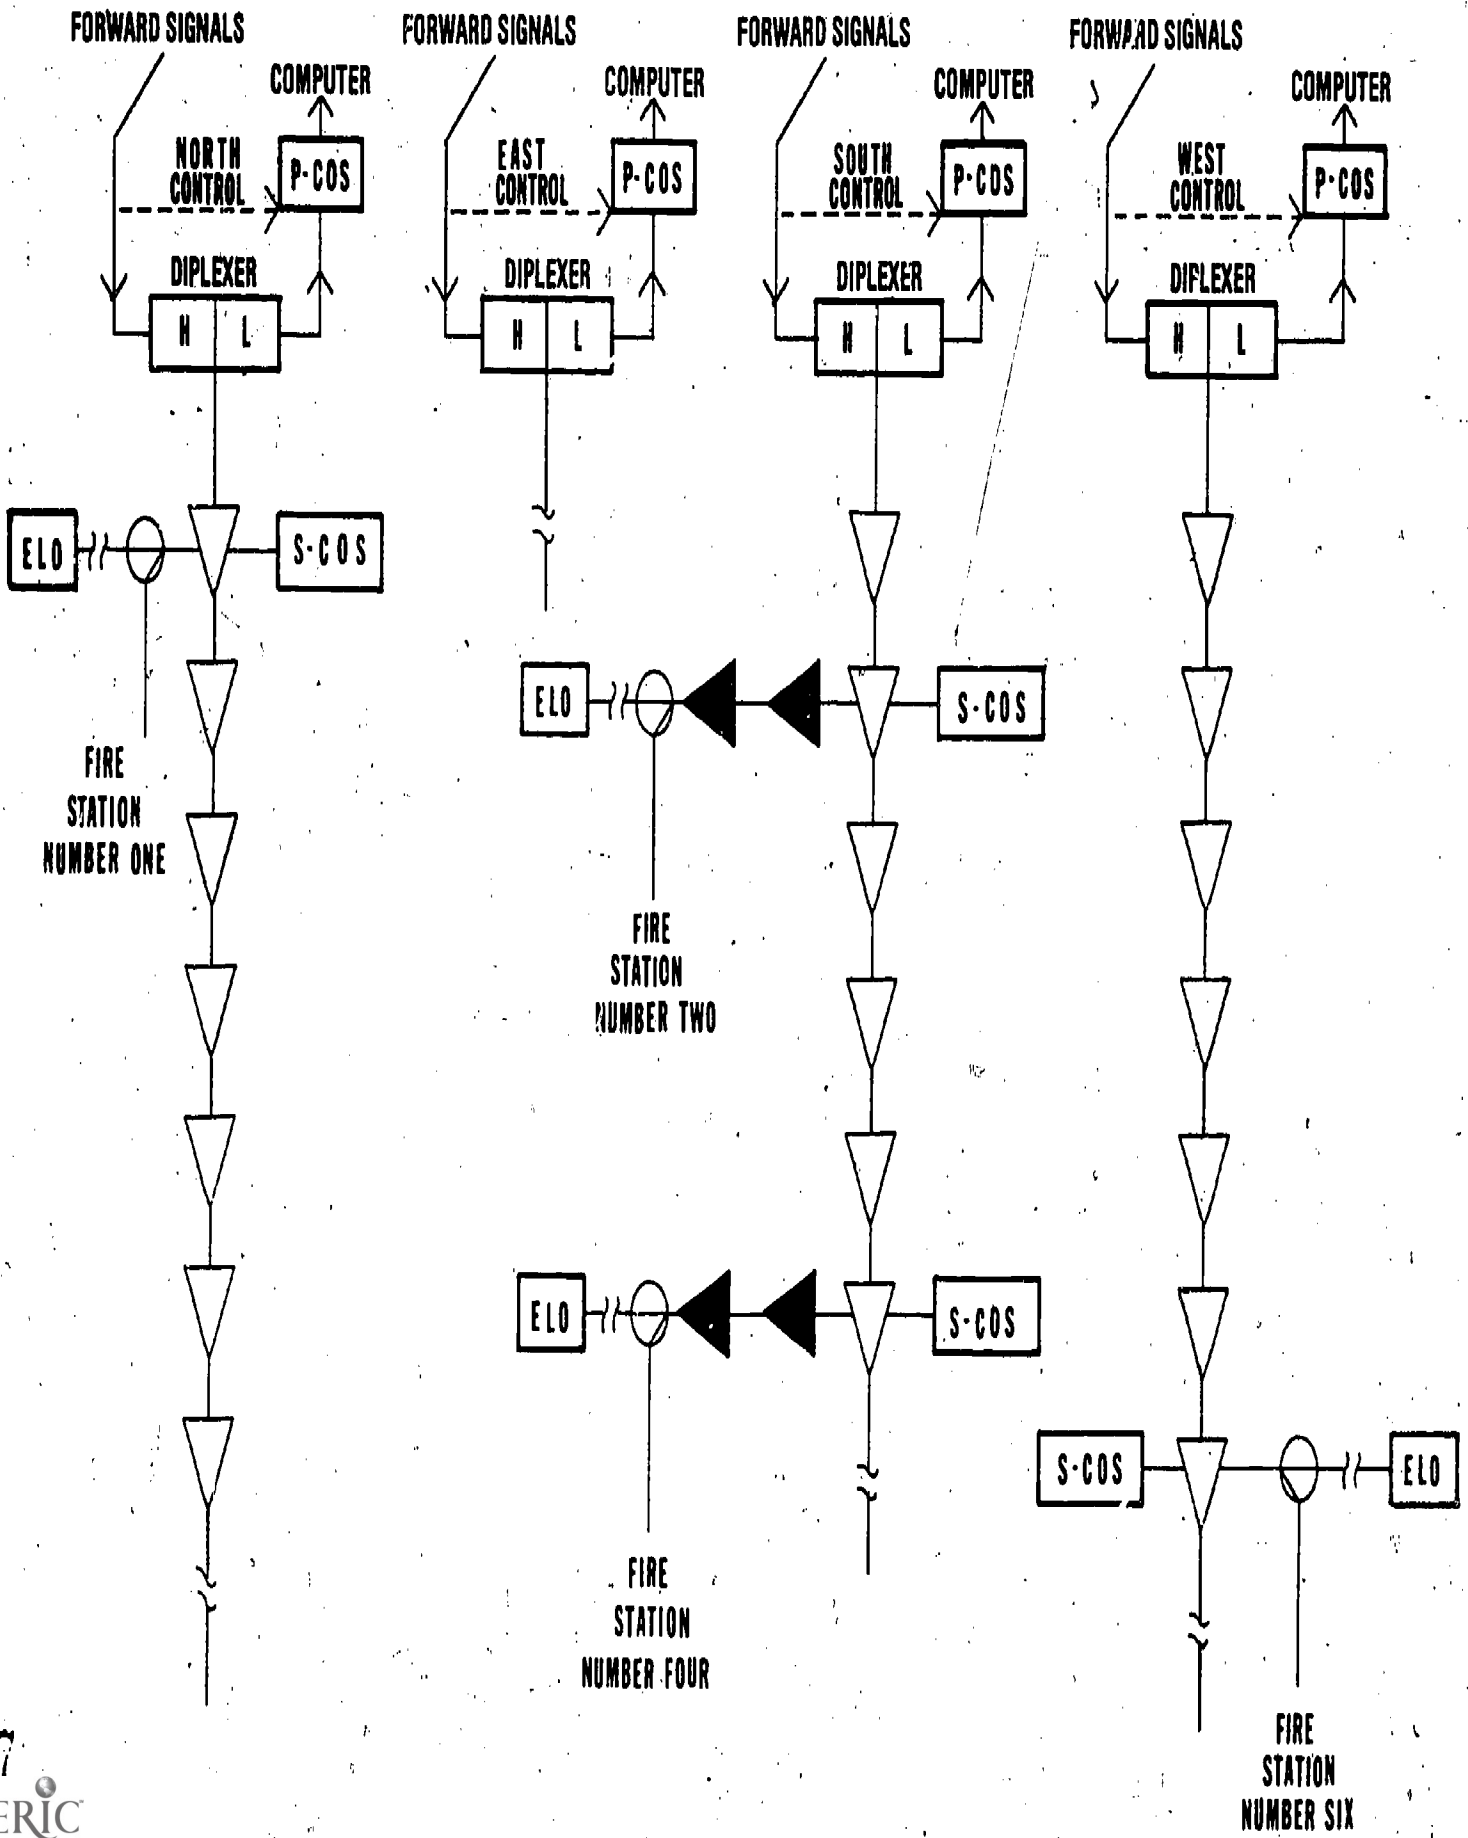 FORWARD SIGNALS
COMPUTER
NORTH
CONTROL
P-COS
DIPLEXER
H L
ELO
S-COS
FIRE
STATION
NUMBER ONE
FORWARD SIGNALS
COMPUTER
EAST
CONTROL
P-COS
DIPLEXER
H L
FORWARD SIGNALS
COMPUTER
SOUTH
CONTROL
P-COS
DIPLEXER
H L
ELO
S-COS
FIRE
STATION
NUMBER TWO
ELO
S-COS
FIRE
STATION
NUMBER FOUR
FORWARD SIGNALS
COMPUTER
WEST
CONTROL
P-COS
DIPLEXER
H L
S-COS
ELO
FIRE
STATION
NUMBER SIX
7
ERIC